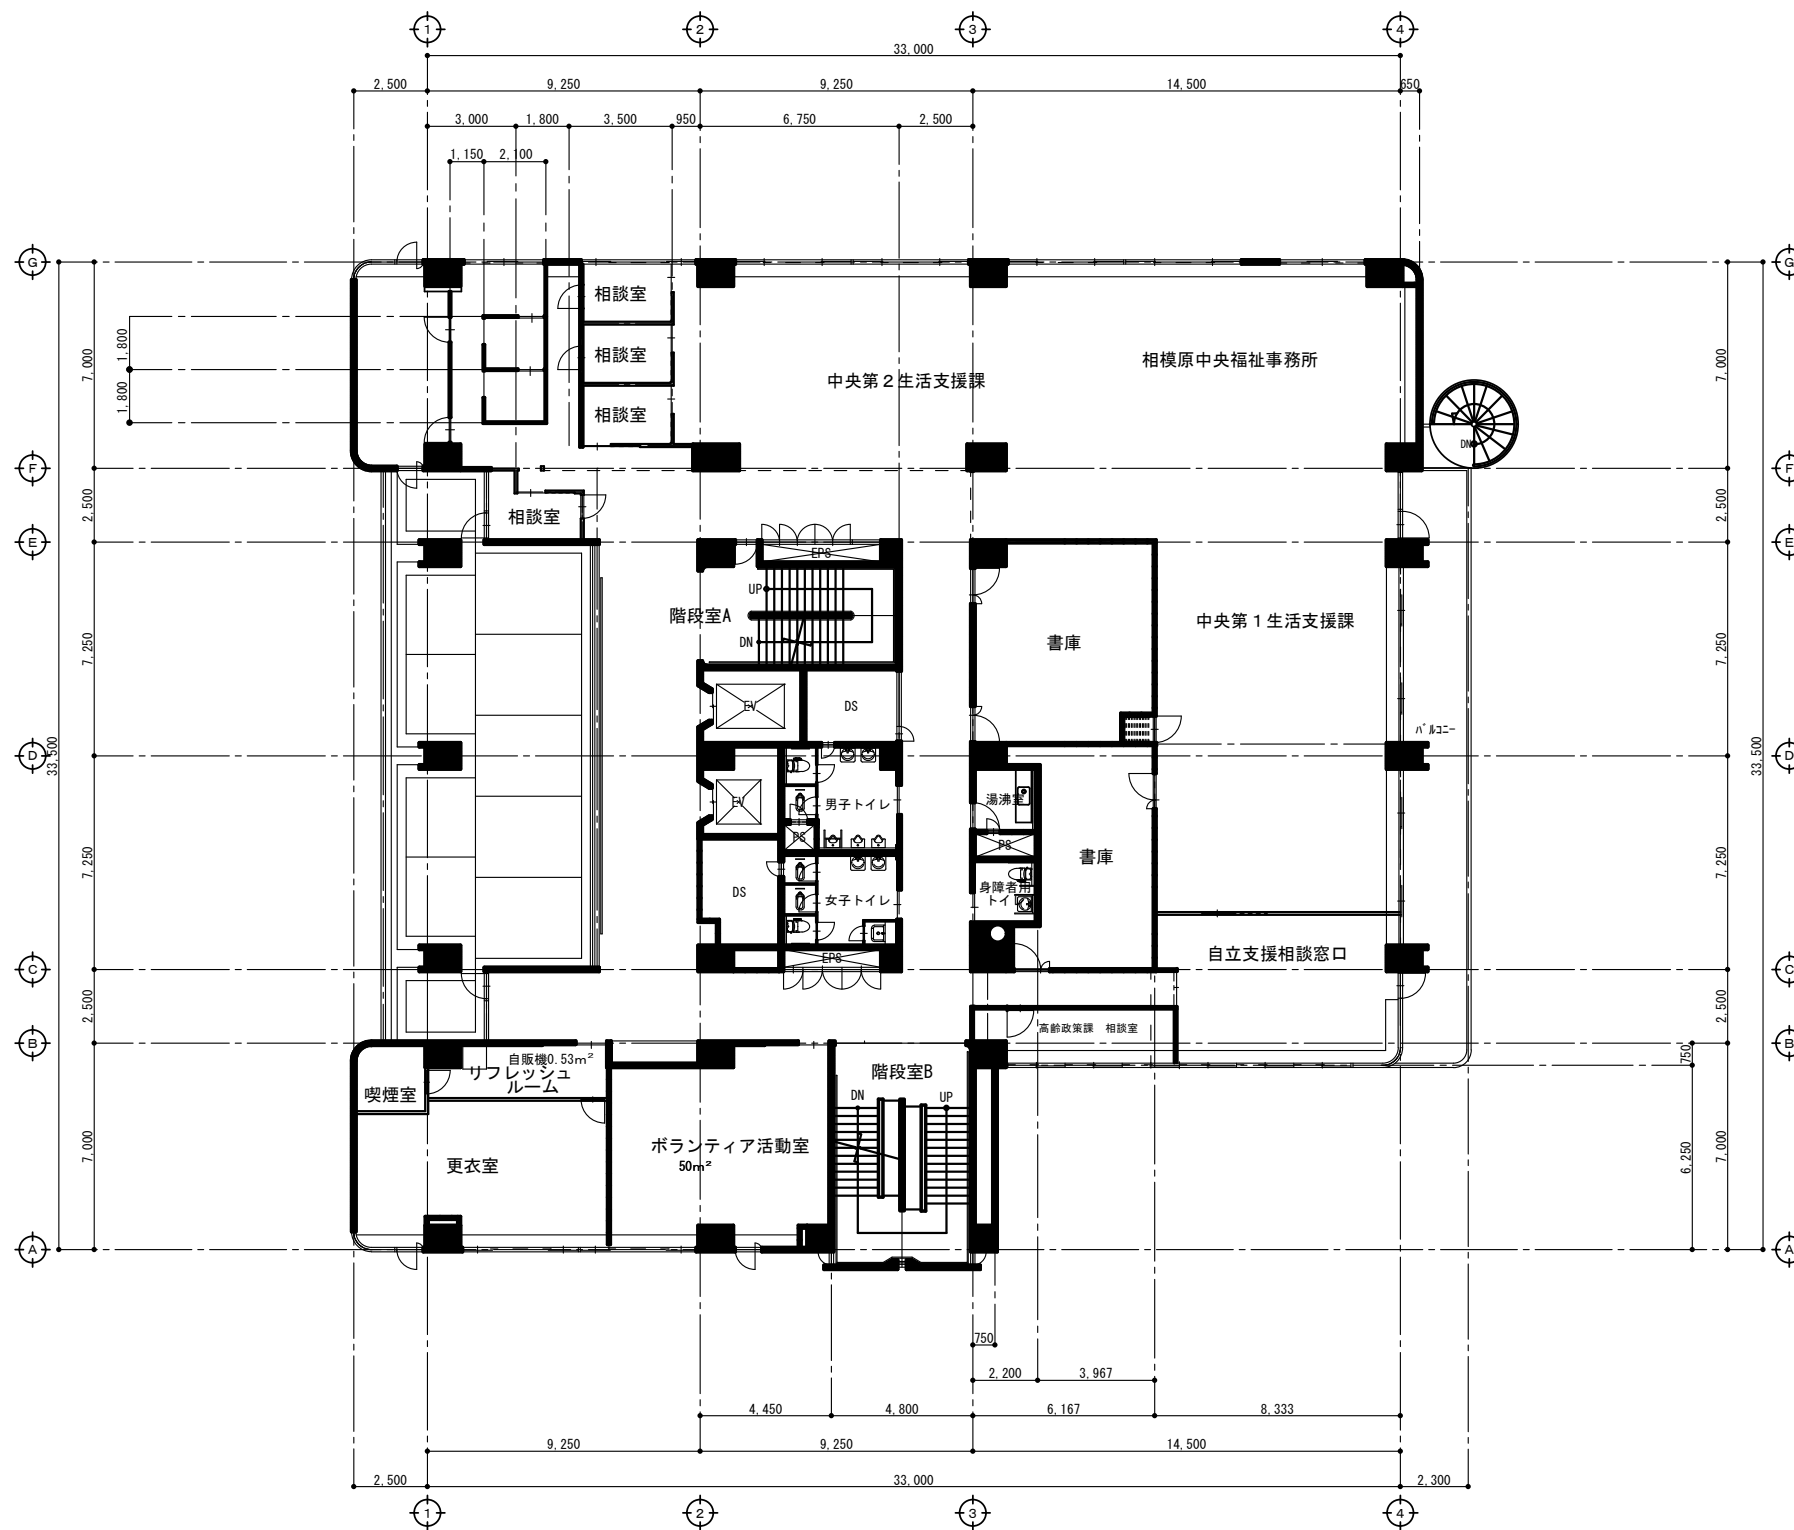 1 2 3 4
33,000
2,500 9,250 9,250 14,500 650
3,000 1,800 3,500 950 6,750 2,500
1,150 2,100
G G
相談室
1,800 7,000 相談室 中央第2生活支援課 相模原中央福祉事務所 7,000
1,800 相談室
DN
F F
2,500 相談室 2,500
E E
EPS
UP
階段室A
DN
7,250 書庫 中央第1生活支援課 7,250
EV DS
バルコニー
D D
33,500 33,500
EV 男子トイレ 湯沸室
PS PS
7,250 書庫 7,250
DS 女子トイレ 身障者用
トイレ
EPS 自立支援相談窓口
C C
2,500 高齢政策課 相談室 2,500
B B
750
自販機0.53m²
リフレッシュ
ルーム
喫煙室
階段室B
DN UP
ボランティア活動室
50m²
更衣室
7,000 6,250 7,000
A A
750
2,200 3,967
4,450 4,800 6,167 8,333
9,250 9,250 14,500
2,500 33,000 2,300
1 2 3 4